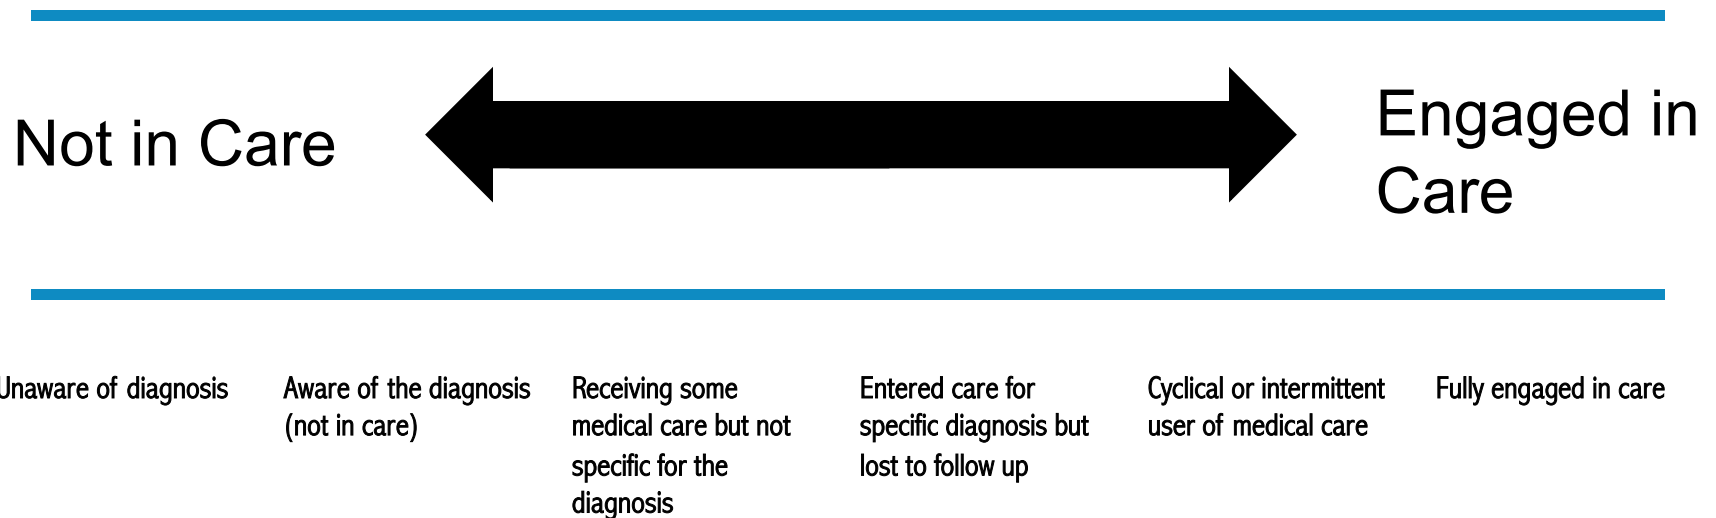 Not in Care
Engaged in
Care
Unaware of diagnosis
Aware of the diagnosis
(not in care)
Receiving some
medical care but not
specific for the
diagnosis
Entered care for
specific diagnosis but
lost to follow up
Cyclical or intermittent
user of medical care
Fully engaged in care